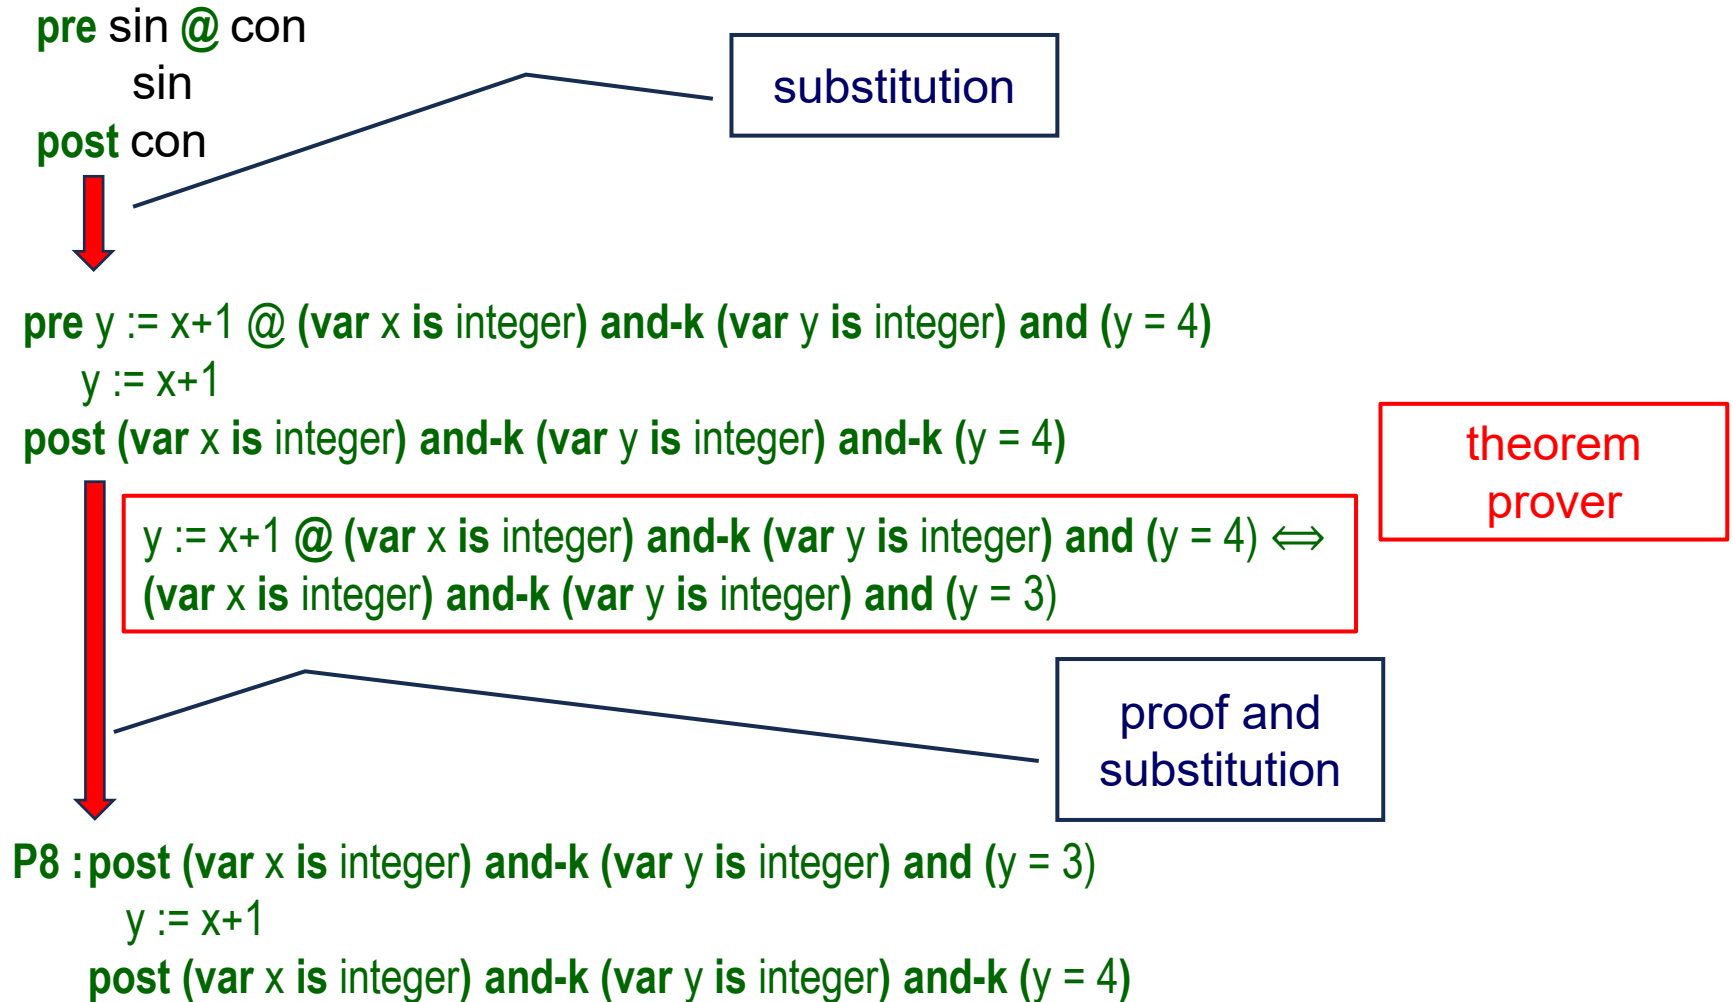 pre sin @ con
sin
post con
substitution
pre y := x+1 @ (var x is integer) and-k (var y is integer) and (y = 4)
y := x+1
post (var x is integer) and-k (var y is integer) and-k (y = 4)
theorem
prover
y := x+1 @ (var x is integer) and-k (var y is integer) and (y = 4) ⟺
(var x is integer) and-k (var y is integer) and (y = 3)
proof and
substitution
P8 : post (var x is integer) and-k (var y is integer) and (y = 3)
y := x+1
post (var x is integer) and-k (var y is integer) and-k (y = 4)